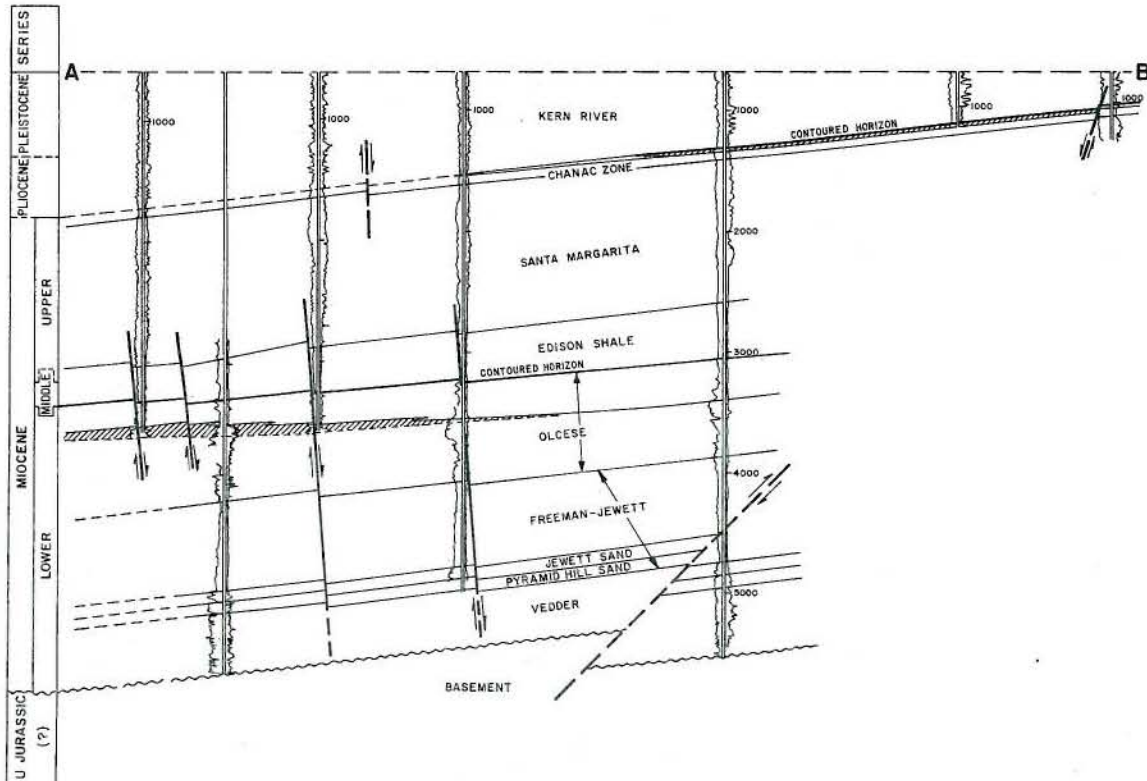 SERIES
PLEISTOCENE
PLIOCENE
MIOCENE
UPPER
MIDDLE
LOWER
U JURASSIC
(?)
A
B
1000
1000
1000
1000
1000
1000
KERN RIVER
CONTOURED HORIZON
CHANAC ZONE
2000
SANTA MARGARITA
EDISON SHALE
3000
CONTOURED HORIZON
OLCESE
4000
FREEMAN-JEWETT
JEWETT SAND
PYRAMID HILL SAND
5000
VEDDER
BASEMENT